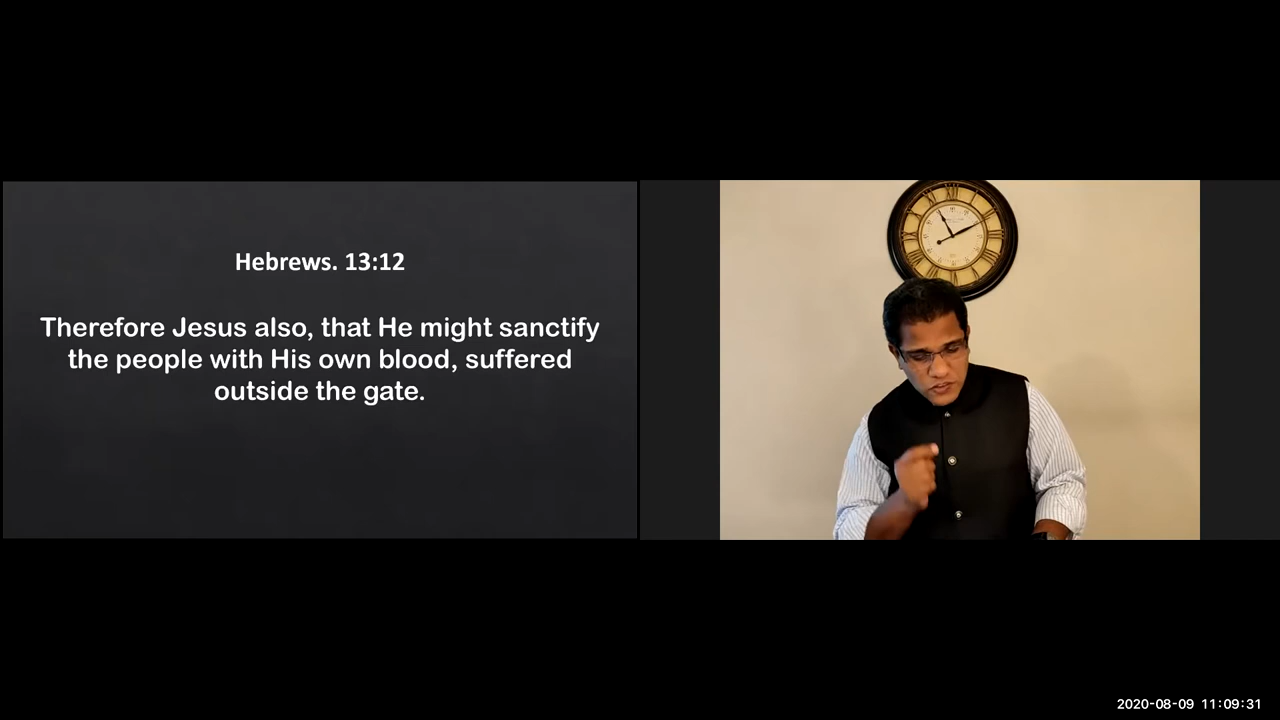 Hebrews. 13:12
Therefore Jesus also, that He might sanctify
the people with His own blood, suffered
outside the gate.
2020-08-09 11:09:31